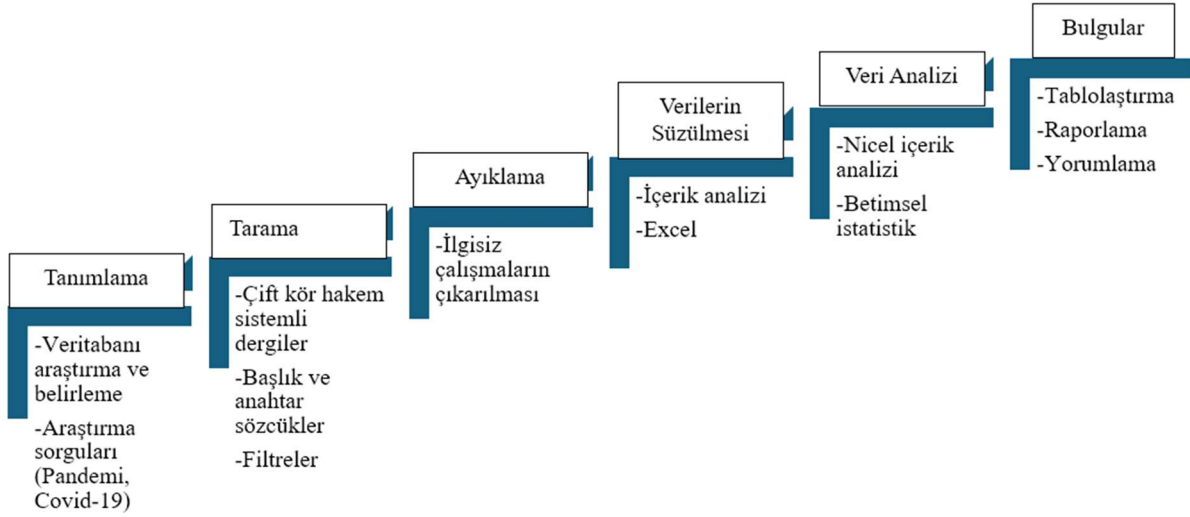 Tanımlama
-Veritabanı
araştırma ve
belirleme
-Araştırma
sorguları
(Pandemi,
Covid-19)
Tarama
-Çift kör hakem
sistemli
dergiler
-Başlık ve
anahtar
sözcükler
-Filtreler
Ayıklama
-İlgisiz
çalışmaların
çıkarılması
Verilerin
Süzülmesi
-İçerik analizi
-Excel
Veri Analizi
-Nicel içerik
analizi
-Betimsel
istatistik
Bulgular
-Tablolaştırma
-Raporlama
-Yorumlama